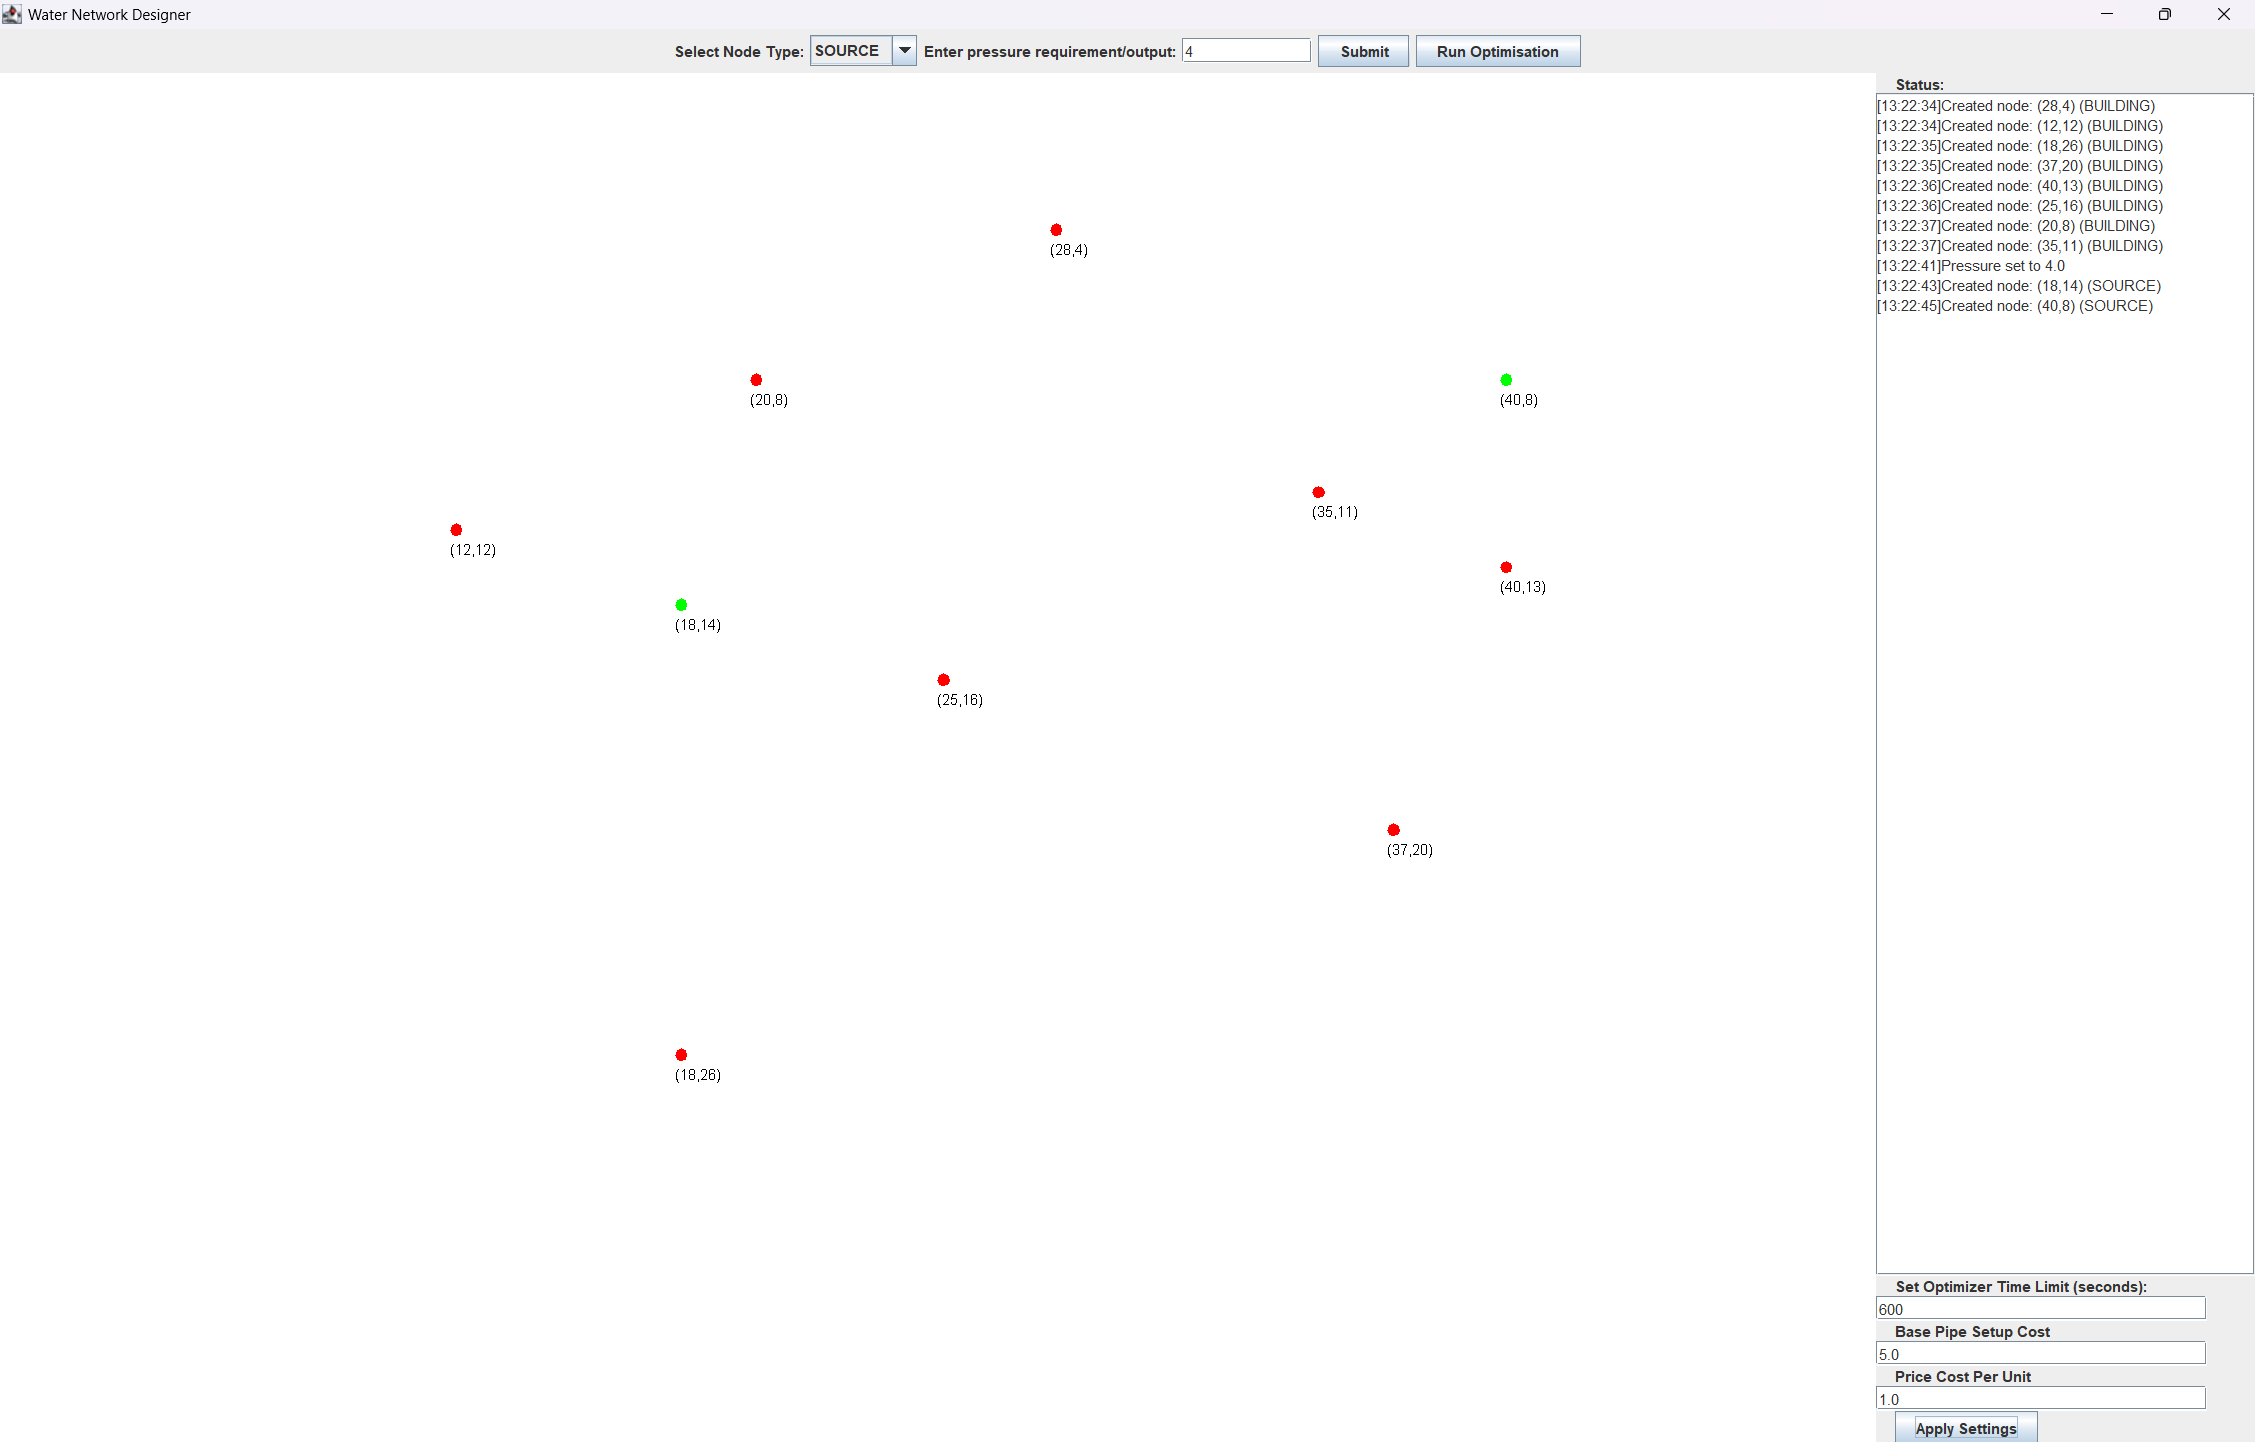 Water Network Designer
Select Node Type: SOURCE Enter pressure requirement/output: 4 Submit Run Optimisation
Status:
[13:22:34]Created node: (28,4) (BUILDING)
[13:22:34]Created node: (12,12) (BUILDING)
[13:22:35]Created node: (18,26) (BUILDING)
[13:22:35]Created node: (37,20) (BUILDING)
[13:22:36]Created node: (40,13) (BUILDING)
[13:22:36]Created node: (25,16) (BUILDING)
[13:22:37]Created node: (20,8) (BUILDING)
[13:22:37]Created node: (35,11) (BUILDING)
[13:22:41]Pressure set to 4.0
[13:22:43]Created node: (18,14) (SOURCE)
[13:22:45]Created node: (40,8) (SOURCE)
(28,4)
(20,8)
(40,8)
(35,11)
(12,12)
(40,13)
(18,14)
(25,16)
(37,20)
(18,26)
Set Optimizer Time Limit (seconds):
600
Base Pipe Setup Cost
5.0
Price Cost Per Unit
1.0
Apply Settings